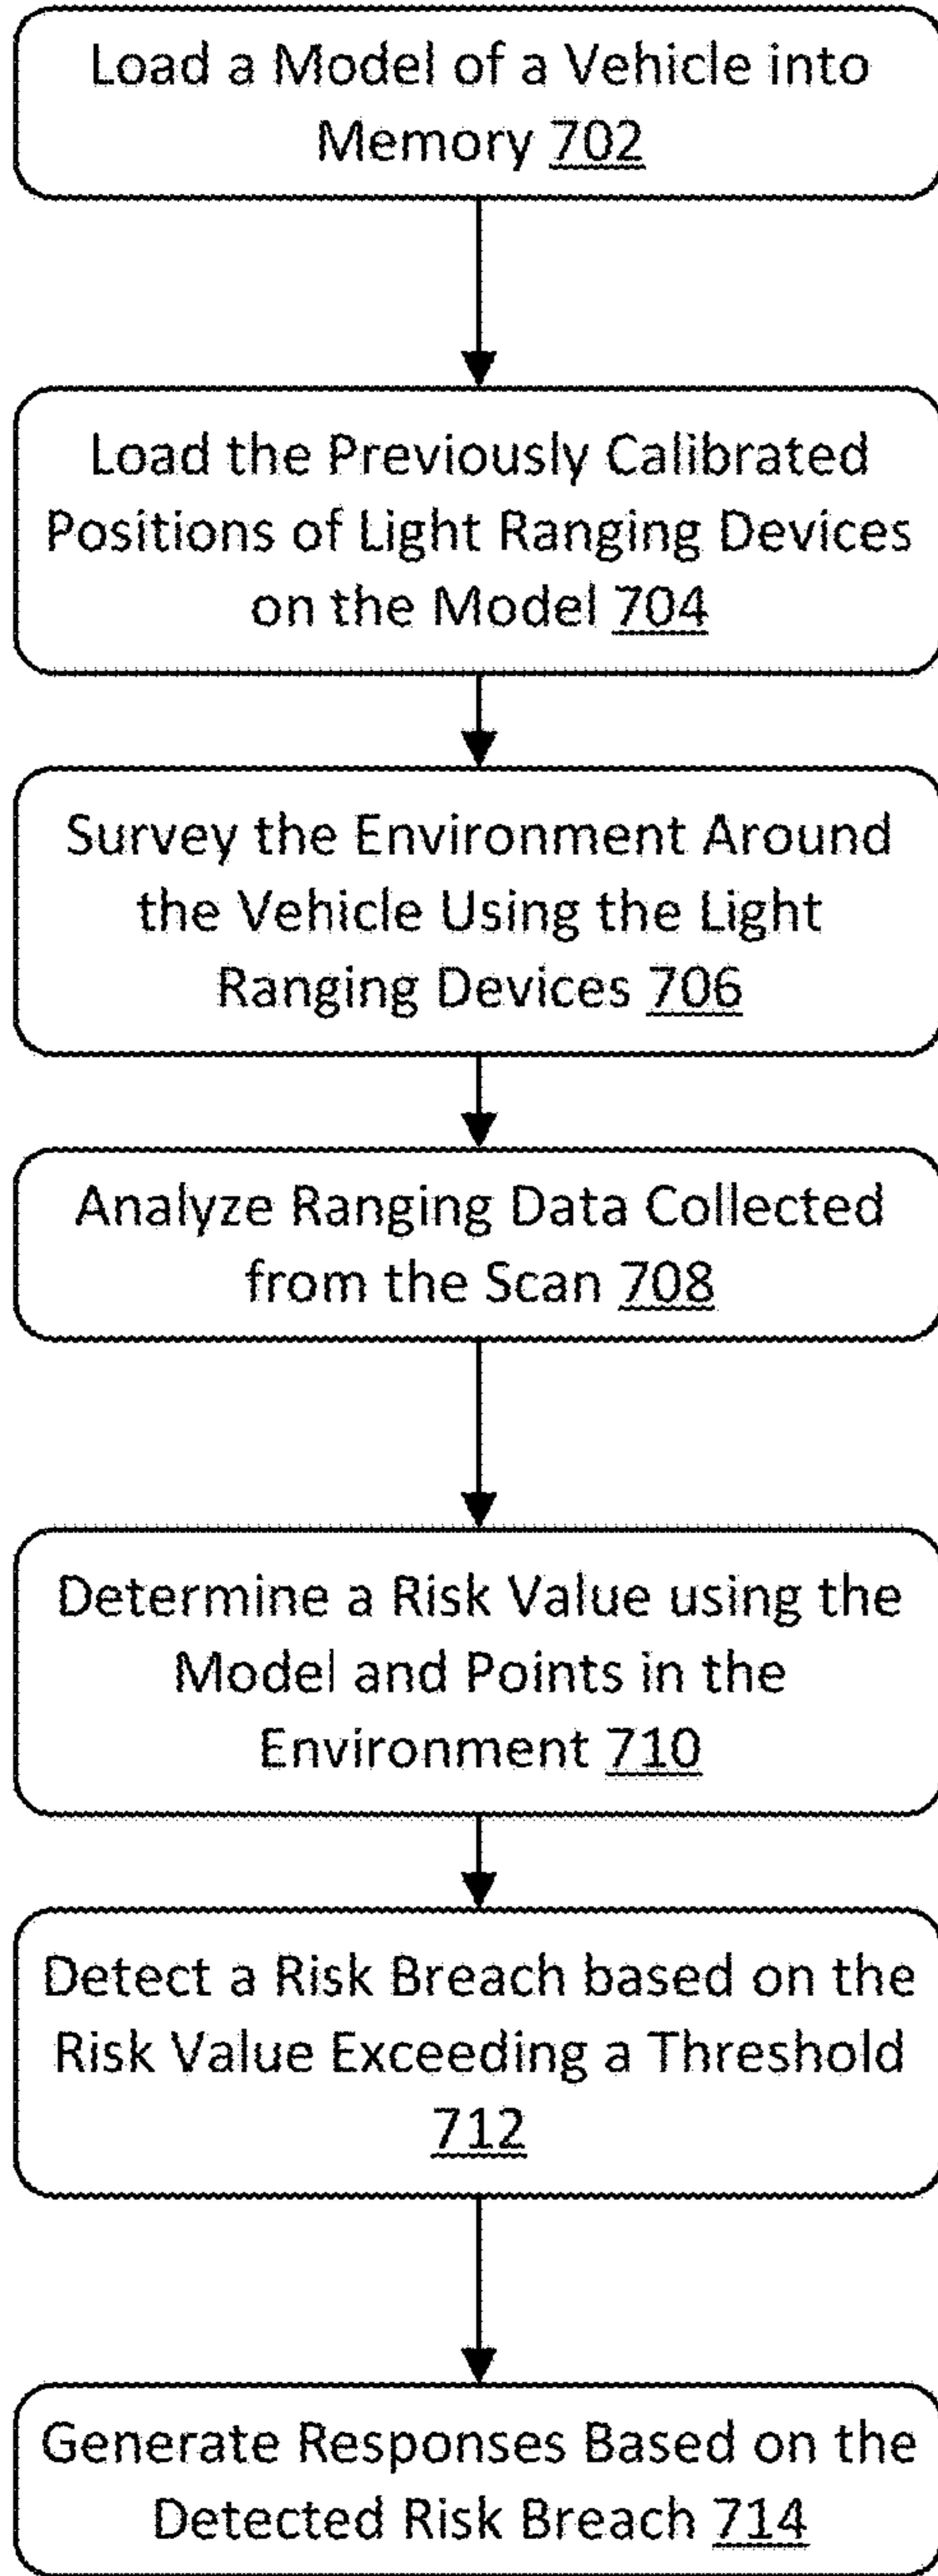 Load a Model of a Vehicle into
Memory 702
Load the Previously Calibrated
Positions of Light Ranging Devices
on the Model 704
Survey the Environment Around
the Vehicle Using the Light
Ranging Devices 706
Analyze Ranging Data Collected
from the Scan 708
Determine a Risk Value using the
Model and Points in the
Environment 710
Detect a Risk Breach based on the
Risk Value Exceeding a Threshold
712
Generate Responses Based on the
Detected Risk Breach 714